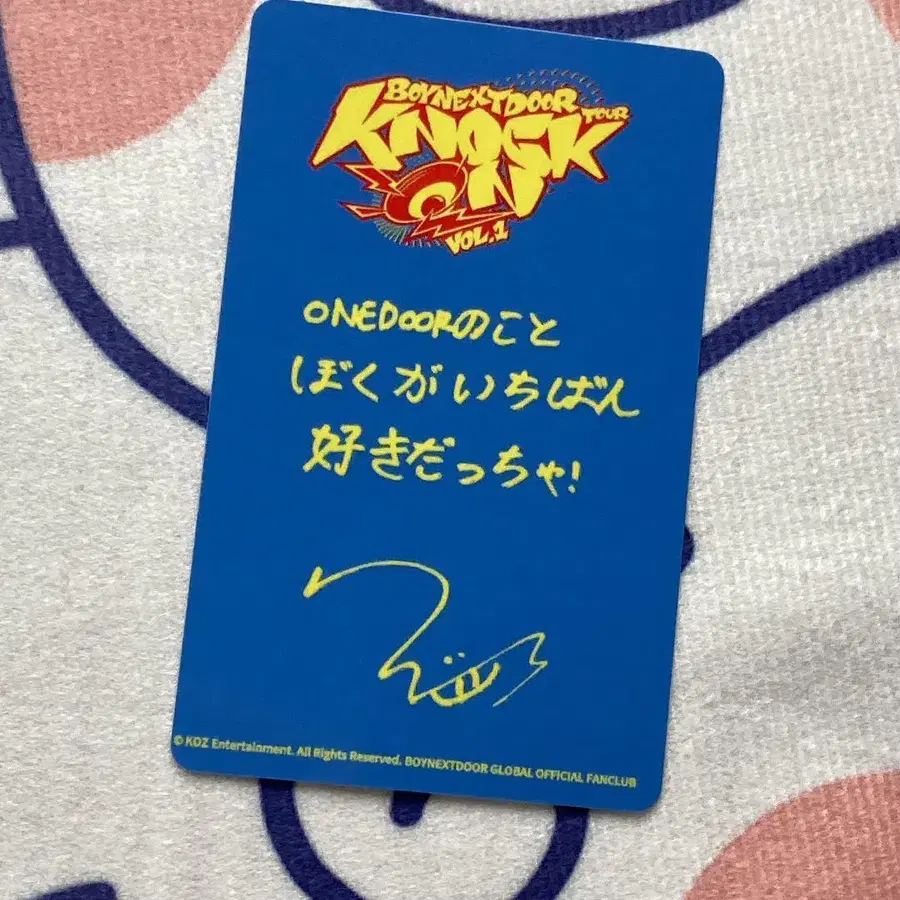 BOYNEXTDOOR TOUR
KNOCK
ON
VOL.1
ONEDOORのこと
ぼくがいちばん
好きだっちゃ!
© KOZ Entertainment. All Rights Reserved. BOYNEXTDOOR GLOBAL OFFICIAL FANCLUB